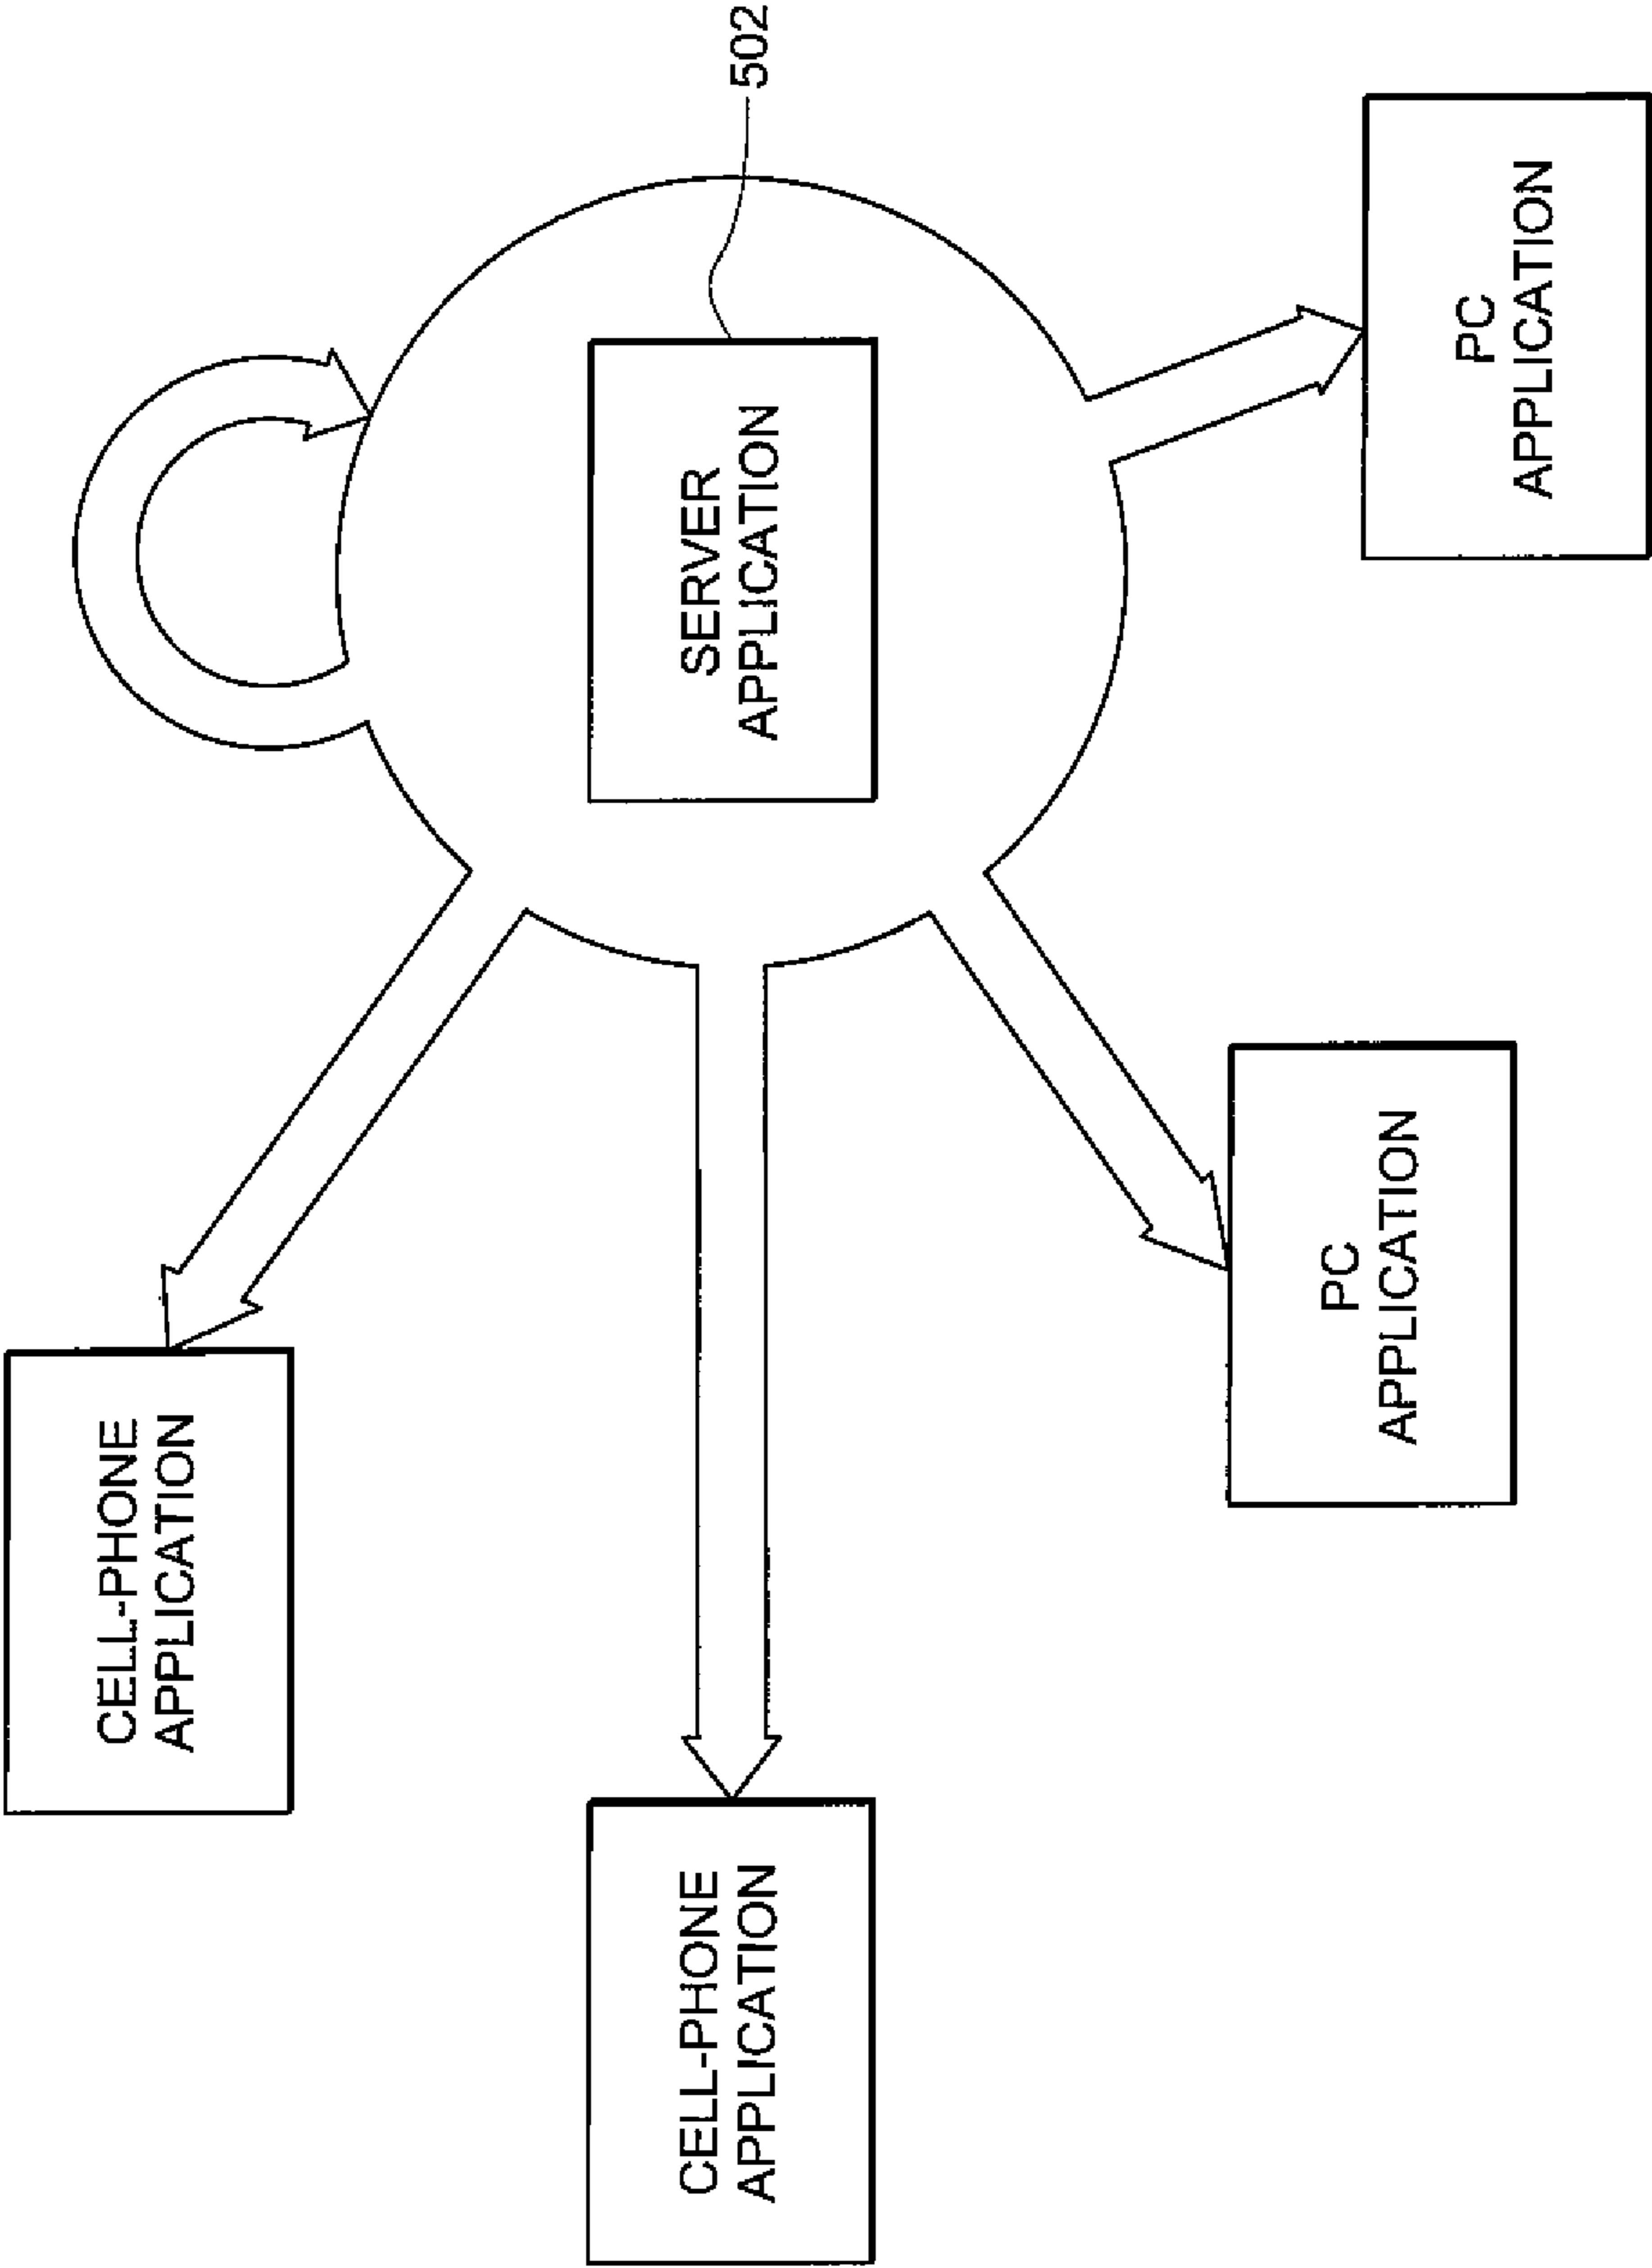 CELL-PHONE
APPLICATION
CELL-PHONE
APPLICATION
SERVER
APPLICATION
502
PC
APPLICATION
PC
APPLICATION